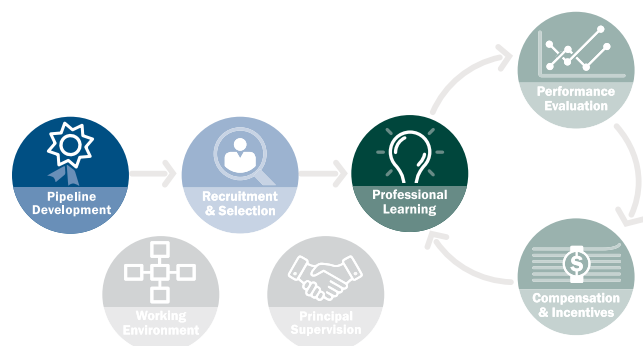 Performance
Evaluation
Pipeline
Development
Recruitment
& Selection
Professional
Learning
Working
Environment
Principal
Supervision
$
Compensation
& Incentives